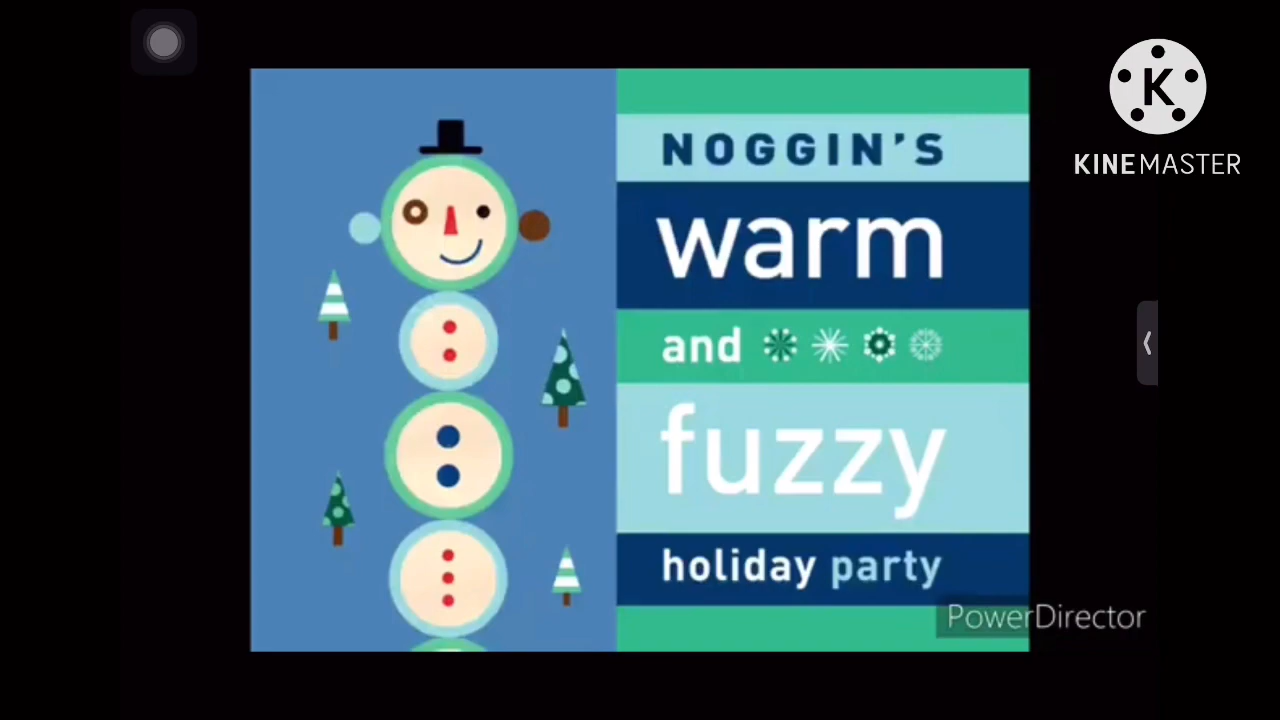 NOGGIN'S
warm
and
fuzzy
holiday party
K
KINEMASTER
PowerDirector